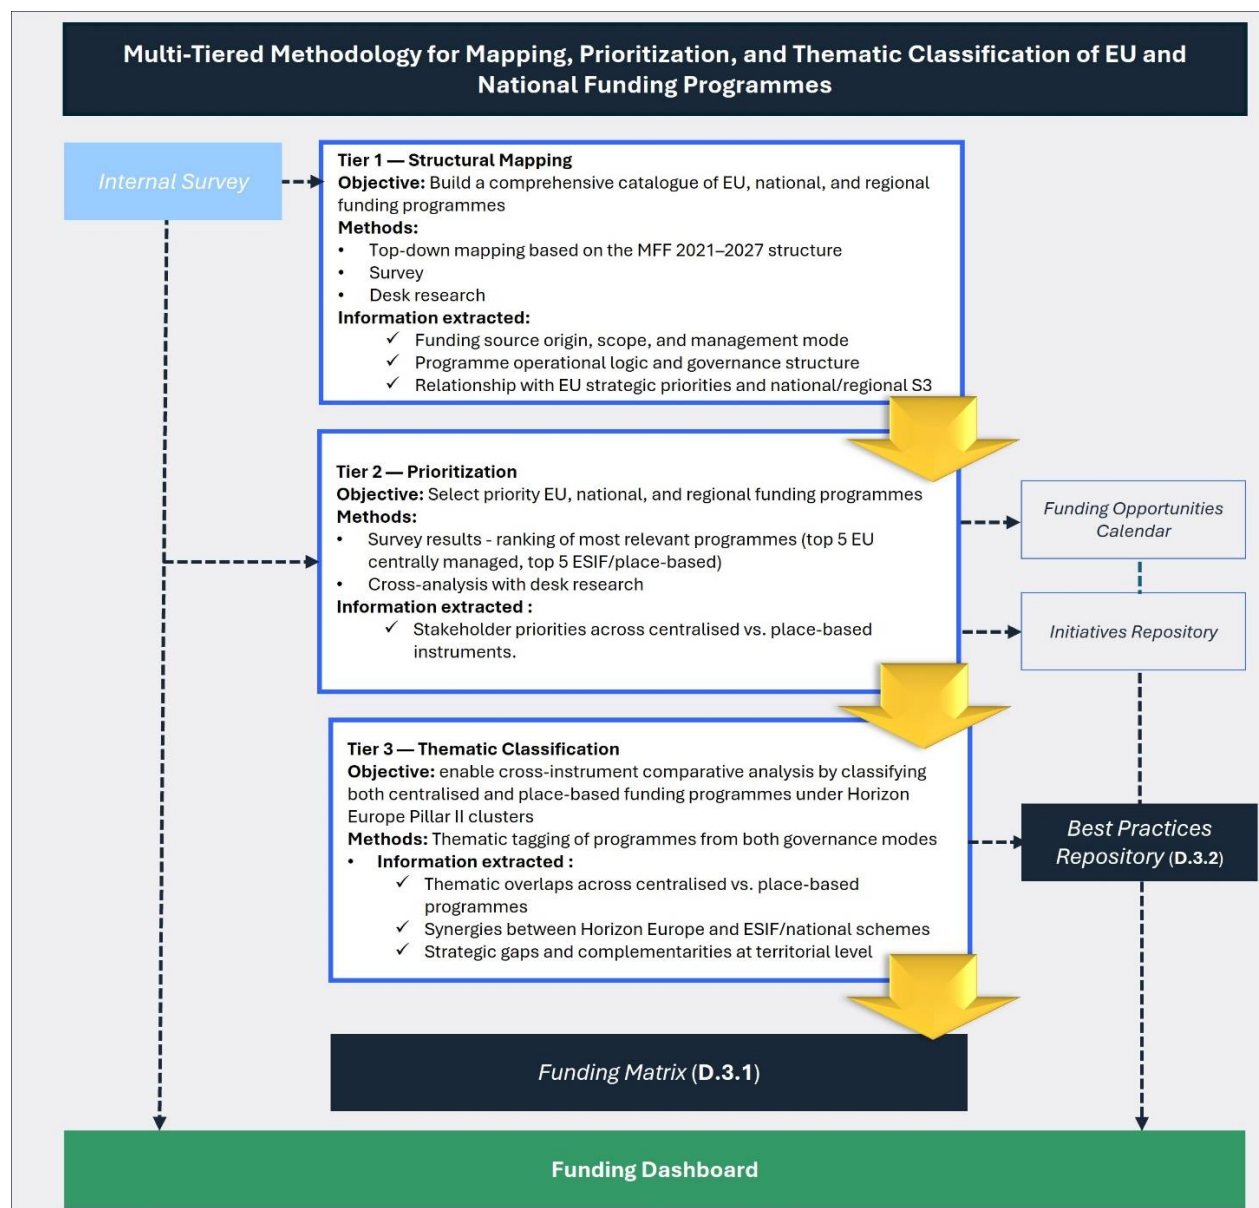 Multi-Tiered Methodology for Mapping, Prioritization, and Thematic Classification of EU and
National Funding Programmes
Internal Survey
Tier 1 — Structural Mapping
Objective: Build a comprehensive catalogue of EU, national, and regional
funding programmes
Methods:
• Top-down mapping based on the MFF 2021–2027 structure
• Survey
• Desk research
Information extracted:
✓ Funding source origin, scope, and management mode
✓ Programme operational logic and governance structure
✓ Relationship with EU strategic priorities and national/regional S3
Tier 2 — Prioritization
Objective: Select priority EU, national, and regional funding programmes
Methods:
• Survey results - ranking of most relevant programmes (top 5 EU
centrally managed, top 5 ESIF/place-based)
• Cross-analysis with desk research
Information extracted :
✓ Stakeholder priorities across centralised vs. place-based
instruments.
Funding Opportunities
Calendar
Initiatives Repository
Tier 3 — Thematic Classification
Objective: enable cross-instrument comparative analysis by classifying
both centralised and place-based funding programmes under Horizon
Europe Pillar II clusters
Methods: Thematic tagging of programmes from both governance modes
• Information extracted :
✓ Thematic overlaps across centralised vs. place-based
programmes
✓ Synergies between Horizon Europe and ESIF/national schemes
✓ Strategic gaps and complementarities at territorial level
Best Practices
Repository (D.3.2)
Funding Matrix (D.3.1)
Funding Dashboard